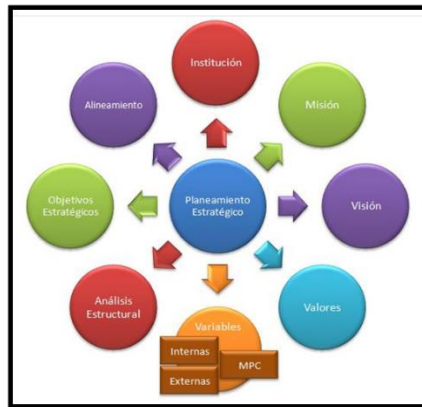 Institución
Alineamiento
Misión
Objetivos
Estratégicos
Planeamiento
Estratégico
Visión
Análisis
Estructural
Valores
Variables
Internas
MPC
Externas